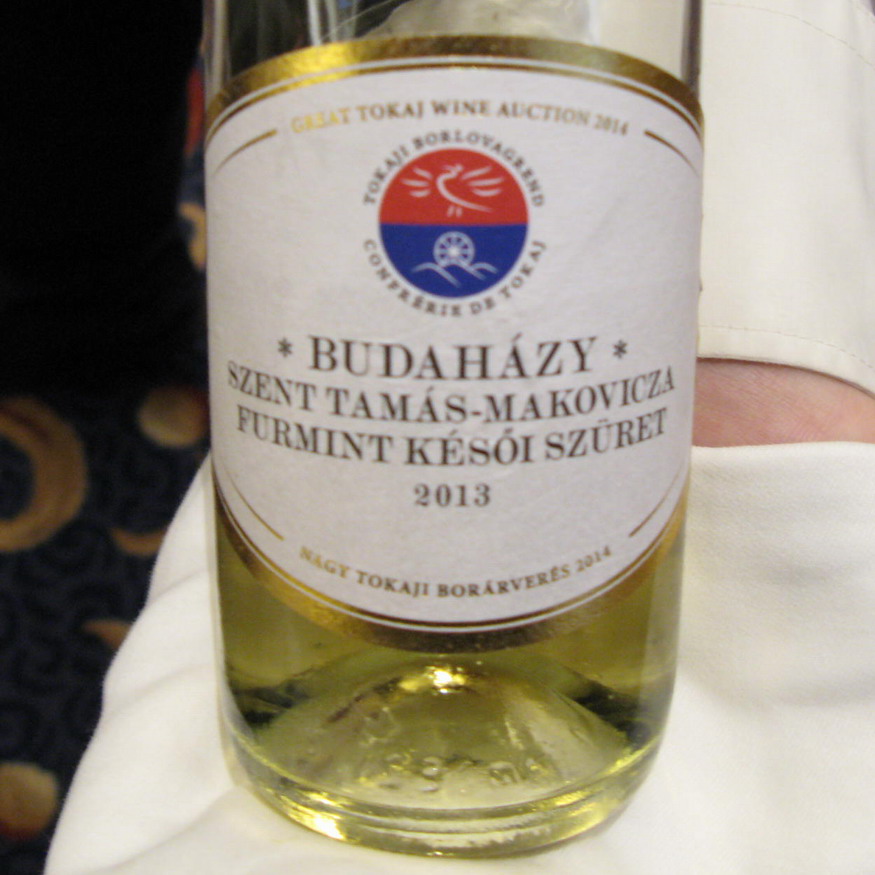 GREAT TOKAJ WINE AUCTION 2014
TOKAJI BORLOVAGREND
CONFRÉRIE DE TOKAJ
* BUDAHÁZY *
SZENT TAMÁS-MAKOVICZA
FURMINT KÉSŐI SZÜRET
2013
NAGY TOKAJI BORÁRVERÉS 2014